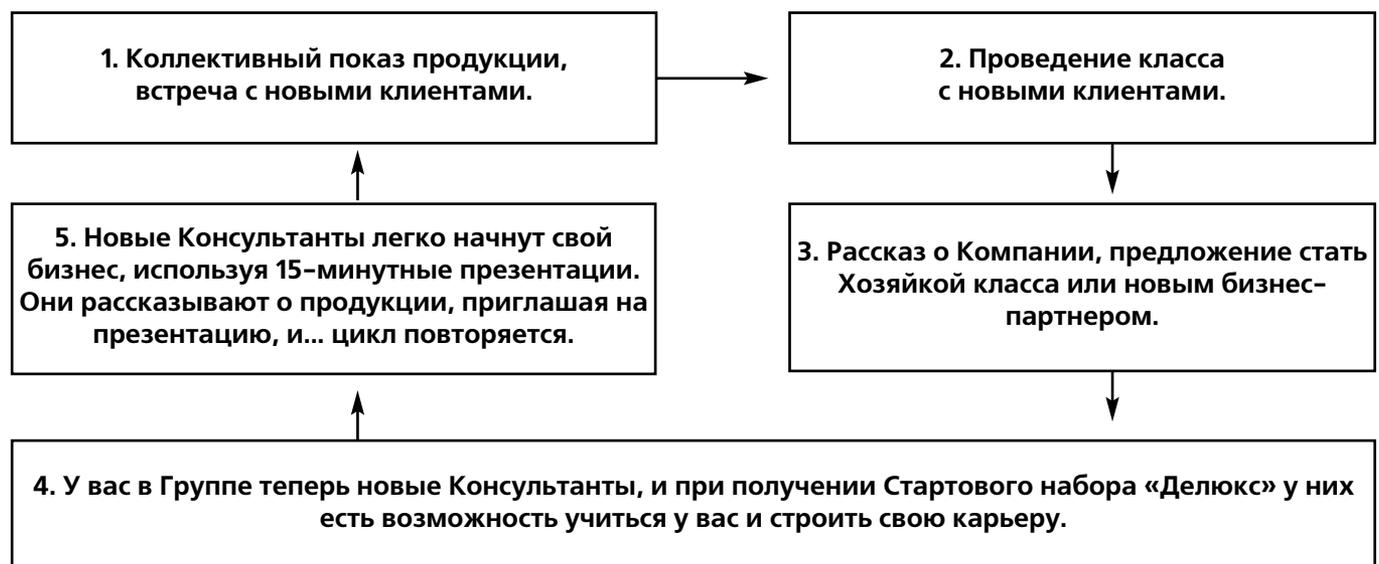 1. Коллективный показ продукции,
встреча с новыми клиентами.
2. Проведение класса
с новыми клиентами.
3. Рассказ о Компании, предложение стать
Хозяйкой класса или новым бизнес-
партнером.
4. У вас в Группе теперь новые Консультанты, и при получении Стартового набора «Делюкс» у них
есть возможность учиться у вас и строить свою карьеру.
5. Новые Консультанты легко начнут свой
бизнес, используя 15-минутные презентации.
Они рассказывают о продукции, приглашая на
презентацию, и... цикл повторяется.